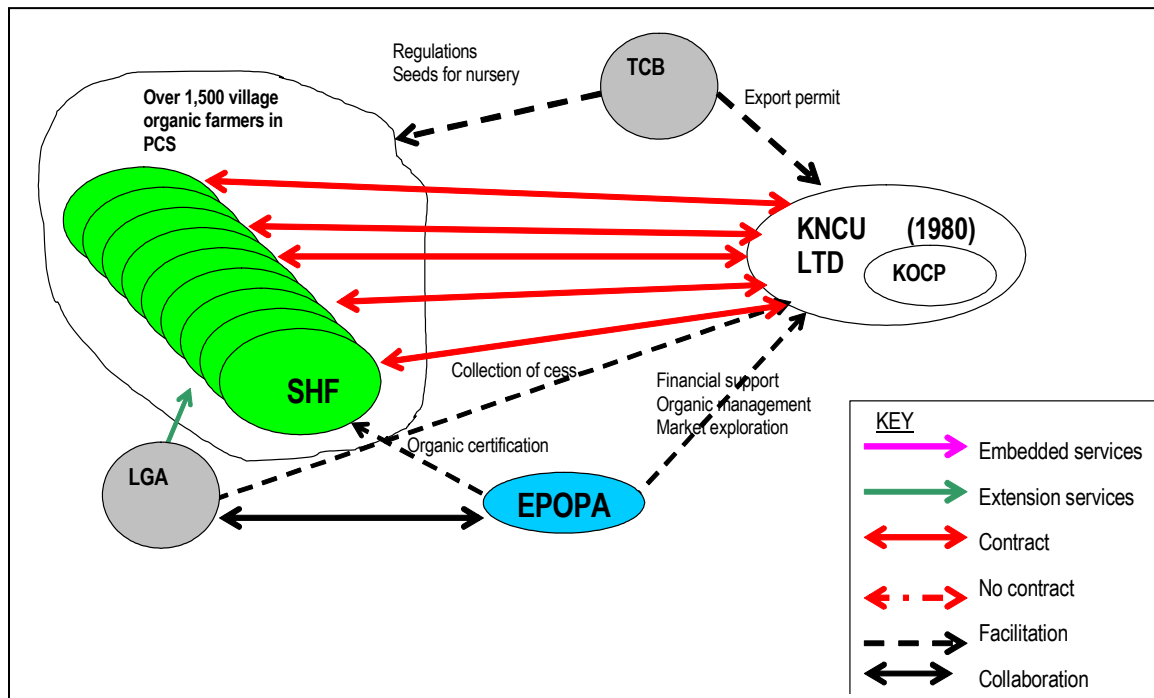 Regulations
Seeds for nursery
TCB
Export permit
Over 1,500 village
organic farmers in
PCS
KNCU (1980)
LTD
KOCP
SHF
Collection of cess
Financial support
Organic management
Market exploration
Organic certification
LGA
EPOPA
KEY
Embedded services
Extension services
Contract
No contract
Facilitation
Collaboration